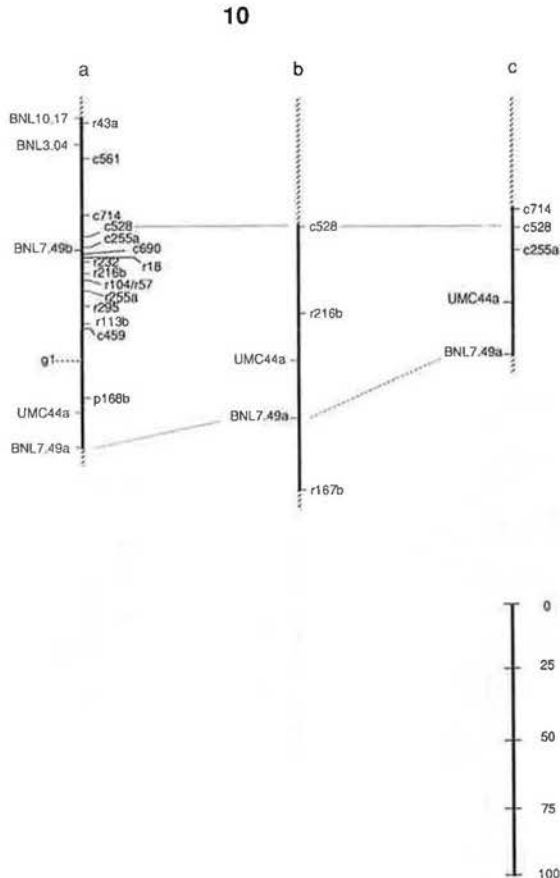 10
a
b
c
BNL10.17
r43a
BNL3.04
c561
c714
c528
c255a
BNL7.49b
c690
r232
r18
r216b
r104/r57
r255a
r295
r113b
c459
g1
p168b
UMC44a
BNL7.49a
c528
r216b
UMC44a
BNL7.49a
r167b
c714
c528
c255a
UMC44a
BNL7.49a
0
25
50
75
100